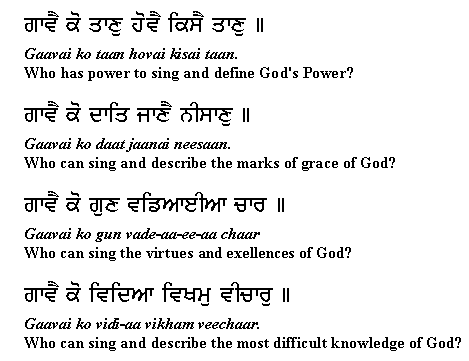 ਗਾਵੈ ਕੋ ਤਾਣੁ ਹੋਵੈ ਕਿਸੈ ਤਾਣੁ ॥
Gaavai ko taan hovai kisai taan.
Who has power to sing and define God's Power?
ਗਾਵੈ ਕੋ ਦਾਤਿ ਜਾਣੈ ਨੀਸਾਣੁ ॥
Gaavai ko daat jaanai neesaan.
Who can sing and describe the marks of grace of God?
ਗਾਵੈ ਕੋ ਗੁਣ ਵਡਿਆਈਆ ਚਾਰ ॥
Gaavai ko gun vade-aa-ee-aa chaar
Who can sing the virtues and exellences of God?
ਗਾਵੈ ਕੋ ਵਿਦਿਆ ਵਿਖਮੁ ਵੀਚਾਰੁ ॥
Gaavai ko vidi-aa vikham veechaar.
Who can sing and describe the most difficult knowledge of God?